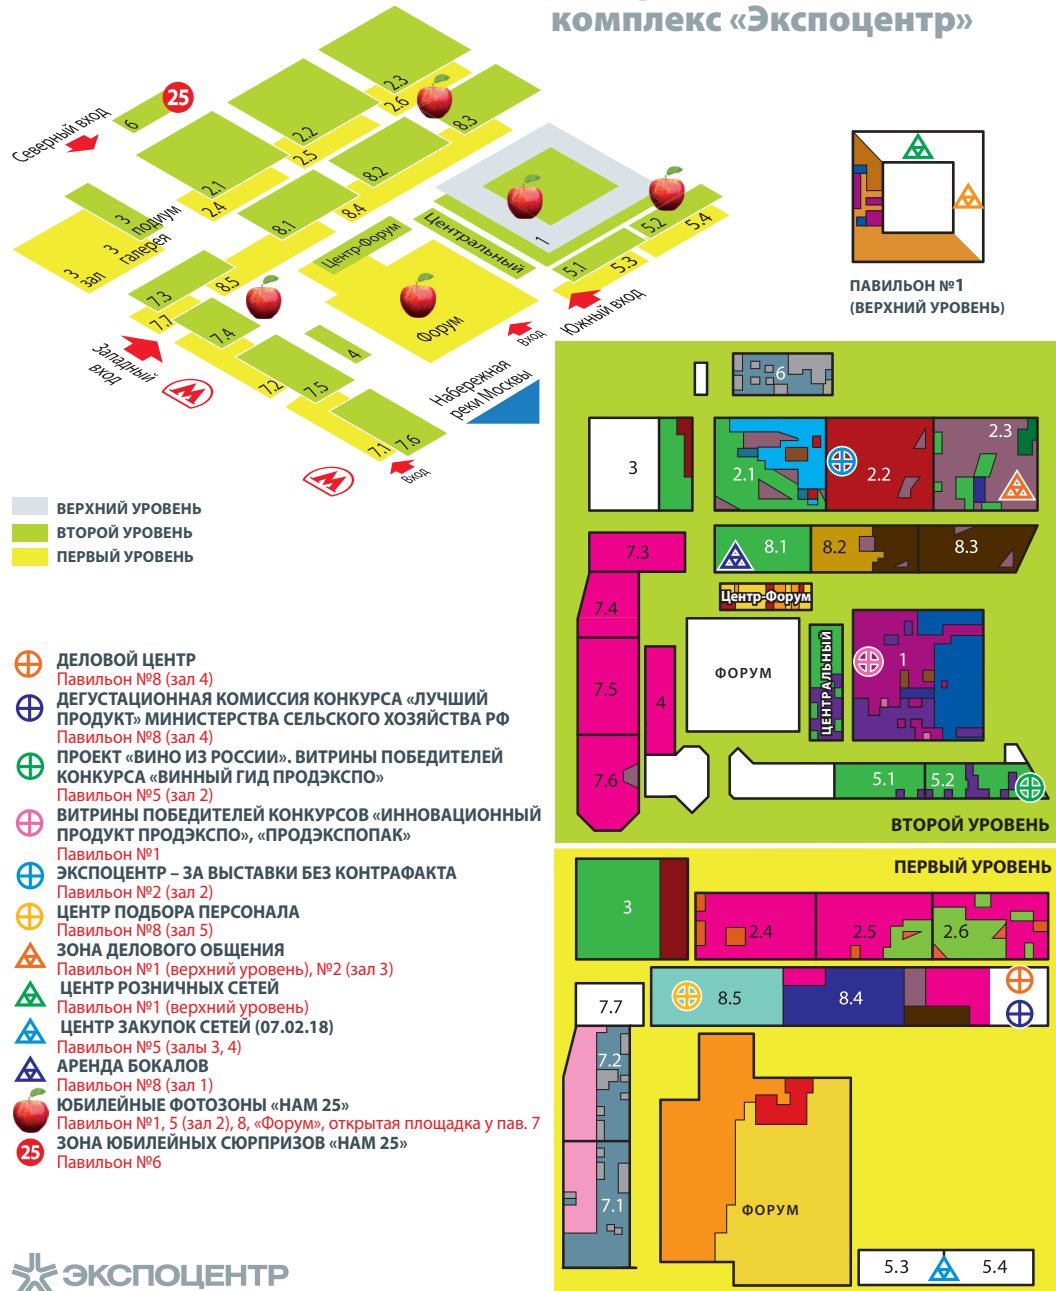 комплекс «Экспоцентр»
2.3
2.6
25
6
Северный вход
8.3
2.2
2.5
8.2
2.1
2.4
8.4
8.1
3
подиум
3
галерея
3
зал
Центр-Форум
Центральный
1
5.2
5.4
5.1
5.3
8.5
7.3
7.7
7.4
Форум
Вход
Южный вход
Западный
вход
4
7.2
7.5
Набережная
реки Москвы
7.1
7.6
Вход
ВЕРХНИЙ УРОВЕНЬ
ВТОРОЙ УРОВЕНЬ
ПЕРВЫЙ УРОВЕНЬ
ПАВИЛЬОН №1
(ВЕРХНИЙ УРОВЕНЬ)
6
3
2.1
2.2
2.3
7.3
8.1
8.2
8.3
7.4
Центр-Форум
7.5
4
ФОРУМ
ЦЕНТРАЛЬНЫЙ
1
7.6
5.1
5.2
ВТОРОЙ УРОВЕНЬ
ПЕРВЫЙ УРОВЕНЬ
3
2.4
2.5
2.6
7.7
8.5
8.4
7.2
7.1
ФОРУМ
5.3
5.4
ДЕЛОВОЙ ЦЕНТР
Павильон №8 (зал 4)
ДЕГУСТАЦИОННАЯ КОМИССИЯ КОНКУРСА «ЛУЧШИЙ
ПРОДУКТ» МИНИСТЕРСТВА СЕЛЬСКОГО ХОЗЯЙСТВА РФ
Павильон №8 (зал 4)
ПРОЕКТ «ВИНО ИЗ РОССИИ». ВИТРИНЫ ПОБЕДИТЕЛЕЙ
КОНКУРСА «ВИННЫЙ ГИД ПРОДЭКСПО»
Павильон №5 (зал 2)
ВИТРИНЫ ПОБЕДИТЕЛЕЙ КОНКУРСОВ «ИННОВАЦИОННЫЙ
ПРОДУКТ ПРОДЭКСПО», «ПРОДЭКСПОПАК»
Павильон №1
ЭКСПОЦЕНТР – ЗА ВЫСТАВКИ БЕЗ КОНТРАФАКТА
Павильон №2 (зал 2)
ЦЕНТР ПОДБОРА ПЕРСОНАЛА
Павильон №8 (зал 5)
ЗОНА ДЕЛОВОГО ОБЩЕНИЯ
Павильон №1 (верхний уровень), №2 (зал 3)
ЦЕНТР РОЗНИЧНЫХ СЕТЕЙ
Павильон №1 (верхний уровень)
ЦЕНТР ЗАКУПОК СЕТЕЙ (07.02.18)
Павильон №5 (залы 3, 4)
АРЕНДА БОКАЛОВ
Павильон №8 (зал 1)
ЮБИЛЕЙНЫЕ ФОТОЗОНЫ «НАМ 25»
Павильон №1, 5 (зал 2), 8, «Форум», открытая площадка у пав. 7
25
ЗОНА ЮБИЛЕЙНЫХ СЮРПРИЗОВ «НАМ 25»
Павильон №6
ЭКСПОЦЕНТР